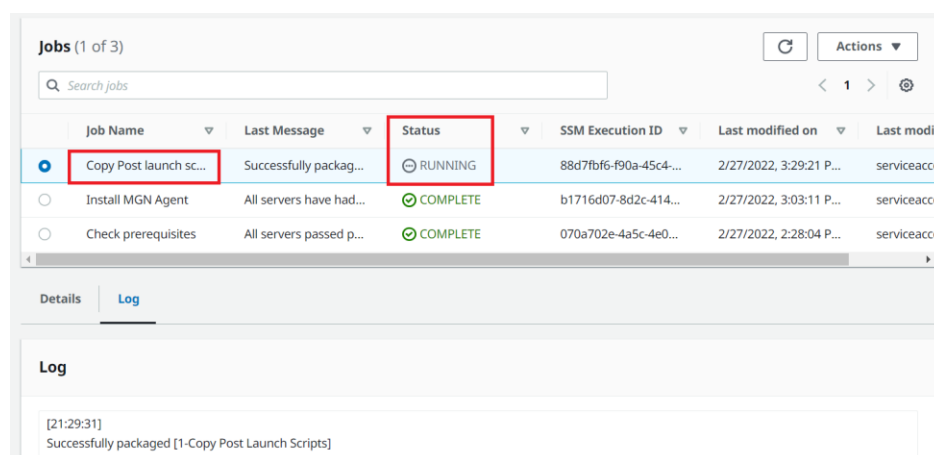 Jobs (1 of 3)
Actions
Search jobs
1
Job Name Last Message Status SSM Execution ID Last modified on Last modi
Copy Post launch sc... Successfully packag... RUNNING 88d7fbf6-f90a-45c4-... 2/27/2022, 3:29:21 P... serviceacc
Install MGN Agent All servers have had... COMPLETE b1716d07-8d2c-414... 2/27/2022, 3:03:11 P... serviceacc
Check prerequisites All servers passed p... COMPLETE 070a702e-4a5c-4e0... 2/27/2022, 2:28:04 P... serviceacc
Details Log
Log
[21:29:31]
Successfully packaged [1-Copy Post Launch Scripts]